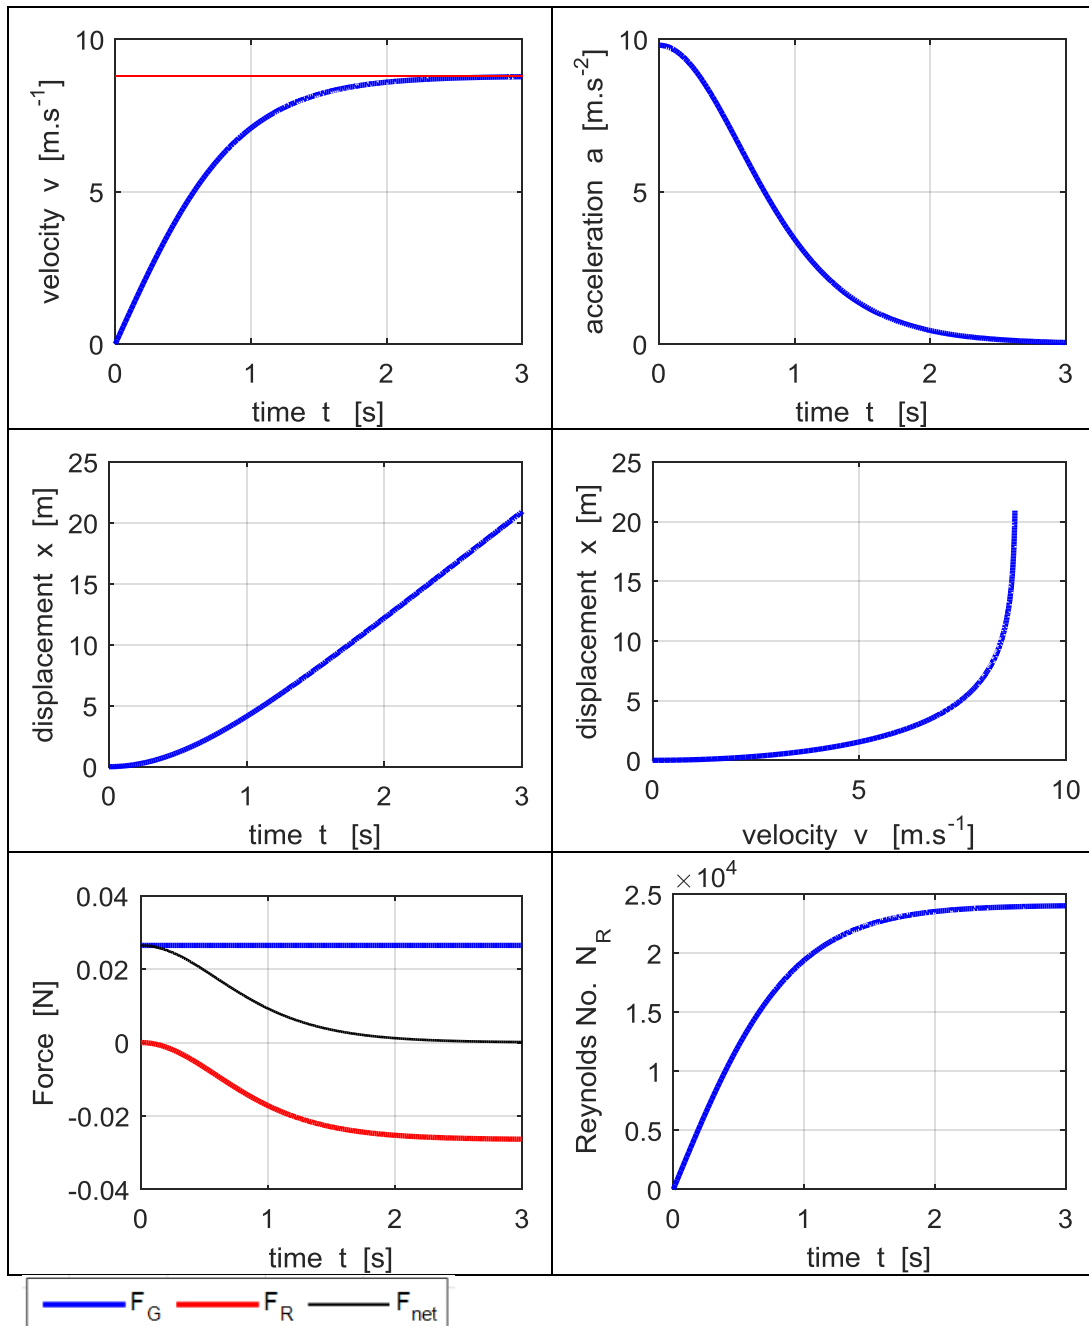 velocity v [m.s-1]
10
5
0
0 1 2 3
time t [s]
acceleration a [m.s-2]
10
5
0
0 1 2 3
time t [s]
displacement x [m]
25
20
15
10
5
0
0 1 2 3
time t [s]
displacement x [m]
25
20
15
10
5
0
0 5 10
velocity v [m.s-1]
Force [N]
0.04
0.02
0
-0.02
-0.04
0 1 2 3
time t [s]
×10^4
Reynolds No. N_R
2.5
2
1.5
1
0.5
0
0 1 2 3
time t [s]
F_G F_R F_net